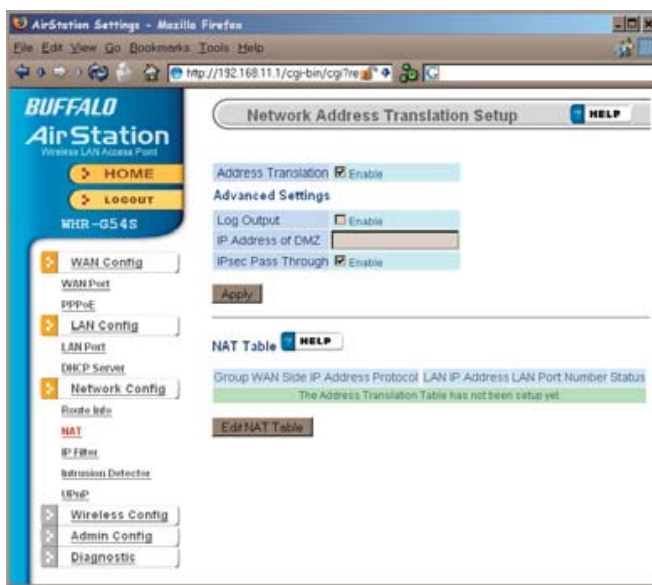 AirStation Settings - Mozilla Firefox
File Edit View Go Bookmarks Tools Help
http://192.168.11.1/cgi-bin/cgi?re
BUFFALO
AirStation
Wireless LAN Access Point
HOME
LOGOUT
WHR-G54S
WAN Config
WAN Port
PPPoE
LAN Config
LAN Port
DHCP Server
Network Config
Route Info
NAT
IP Filter
Intrusion Detector
UPnP
Wireless Config
Admin Config
Diagnostic
Network Address Translation Setup
HELP
Address Translation Enable
Advanced Settings
Log Output Enable
IP Address of DMZ
IPsec Pass Through Enable
Apply
NAT Table HELP
Group WAN Side IP Address Protocol LAN IP Address LAN Port Number Status
The Address Translation Table has not been setup yet.
Edit NAT Table